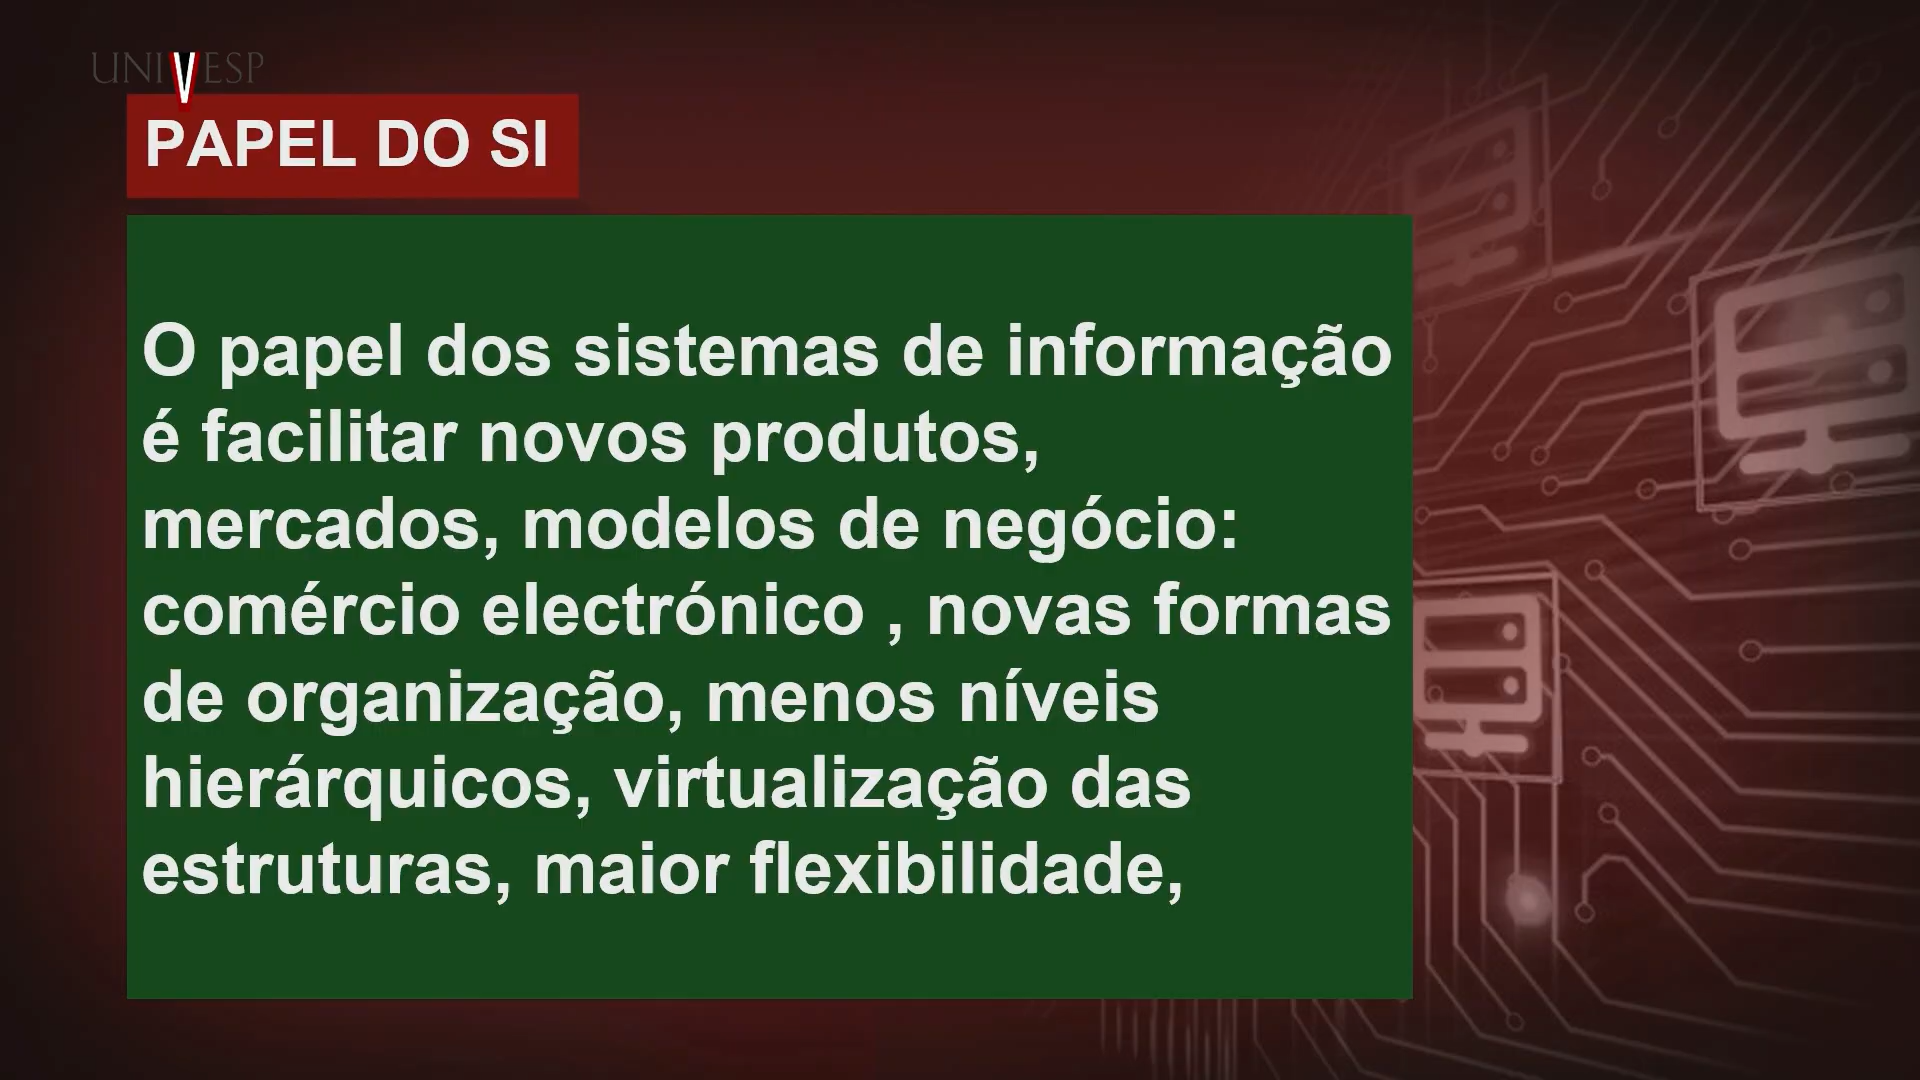 UNIVESP
PAPEL DO SI
O papel dos sistemas de informação
é facilitar novos produtos,
mercados, modelos de negócio:
comércio electrónico , novas formas
de organização, menos níveis
hierárquicos, virtualização das
estruturas, maior flexibilidade,